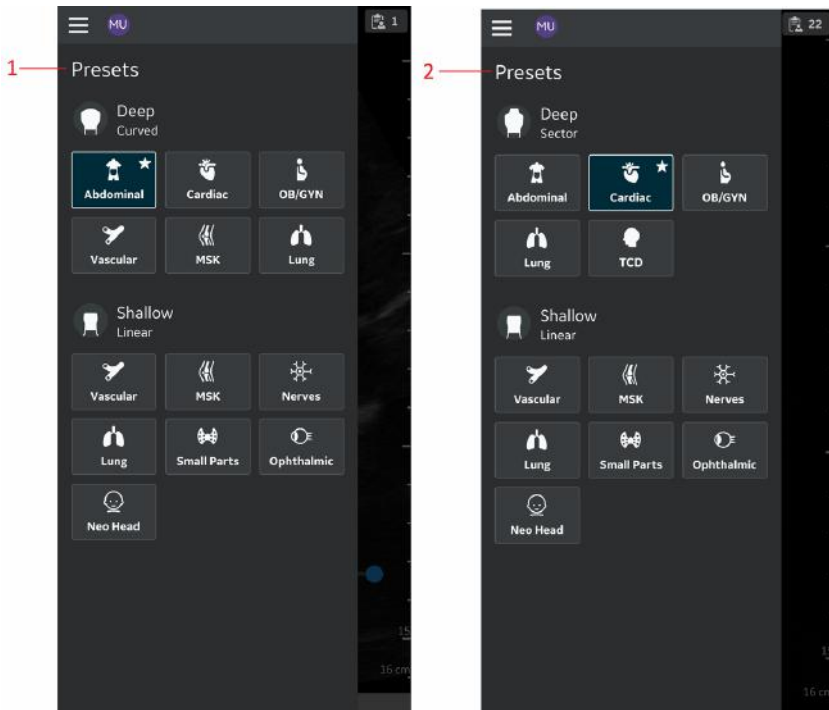 MU
1
1
Presets
Deep
Curved
Abdominal
Cardiac
OB/GYN
Vascular
MSK
Lung
Shallow
Linear
Vascular
MSK
Nerves
Lung
Small Parts
Ophthalmic
Neo Head
15
16 cm
MU
22
2
Presets
Deep
Sector
Abdominal
Cardiac
OB/GYN
Lung
TCD
Shallow
Linear
Vascular
MSK
Nerves
Lung
Small Parts
Ophthalmic
Neo Head
16 cm